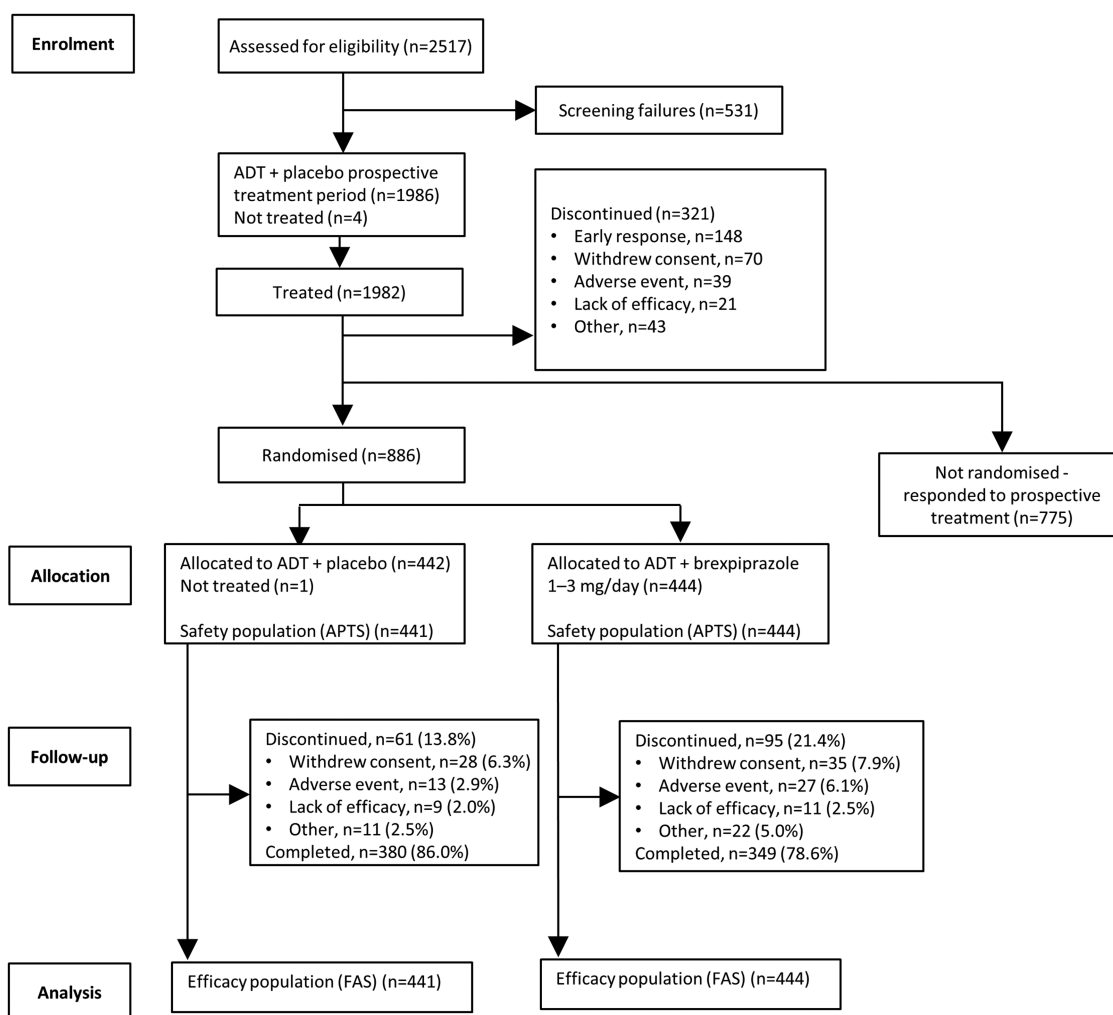 Enrolment
Assessed for eligibility (n=2517)
Screening failures (n=531)
ADT + placebo prospective
treatment period (n=1986)
Not treated (n=4)
Discontinued (n=321)
• Early response, n=148
• Withdrew consent, n=70
• Adverse event, n=39
• Lack of efficacy, n=21
• Other, n=43
Treated (n=1982)
Randomised (n=886)
Not randomised -
responded to prospective
treatment (n=775)
Allocation
Allocated to ADT + placebo (n=442)
Not treated (n=1)
Safety population (APTS) (n=441)
Allocated to ADT + brexpiprazole
1–3 mg/day (n=444)
Safety population (APTS) (n=444)
Follow-up
Discontinued, n=61 (13.8%)
• Withdrew consent, n=28 (6.3%)
• Adverse event, n=13 (2.9%)
• Lack of efficacy, n=9 (2.0%)
• Other, n=11 (2.5%)
Completed, n=380 (86.0%)
Discontinued, n=95 (21.4%)
• Withdrew consent, n=35 (7.9%)
• Adverse event, n=27 (6.1%)
• Lack of efficacy, n=11 (2.5%)
• Other, n=22 (5.0%)
Completed, n=349 (78.6%)
Analysis
Efficacy population (FAS) (n=441)
Efficacy population (FAS) (n=444)